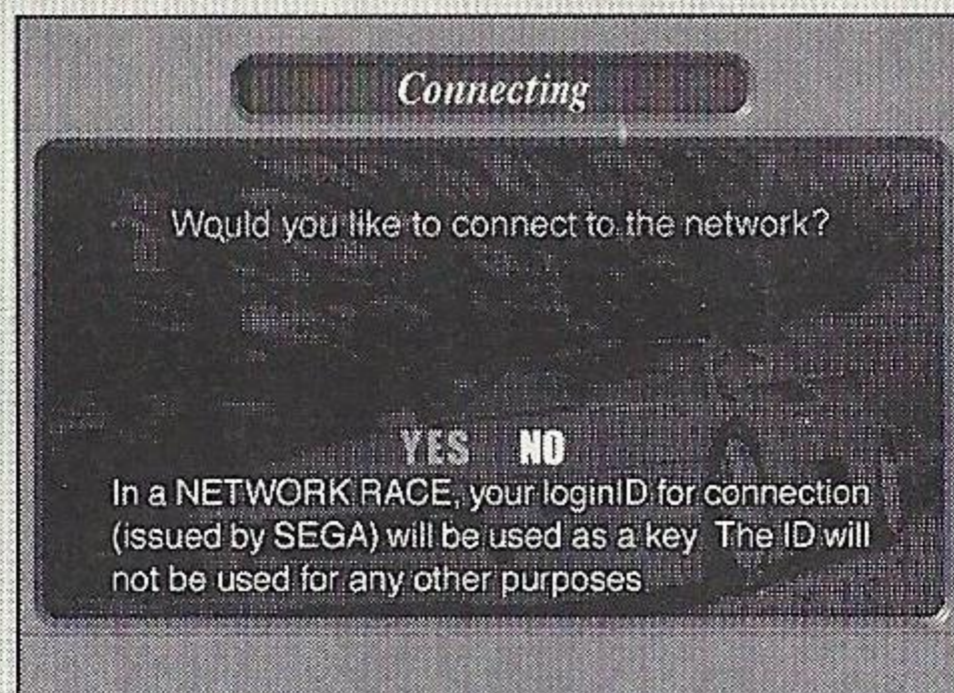 Connecting
Would you like to connect to the network?
YES NO
In a NETWORK RACE, your loginID for connection
(issued by SEGA) will be used as a key. The ID will
not be used for any other purposes.